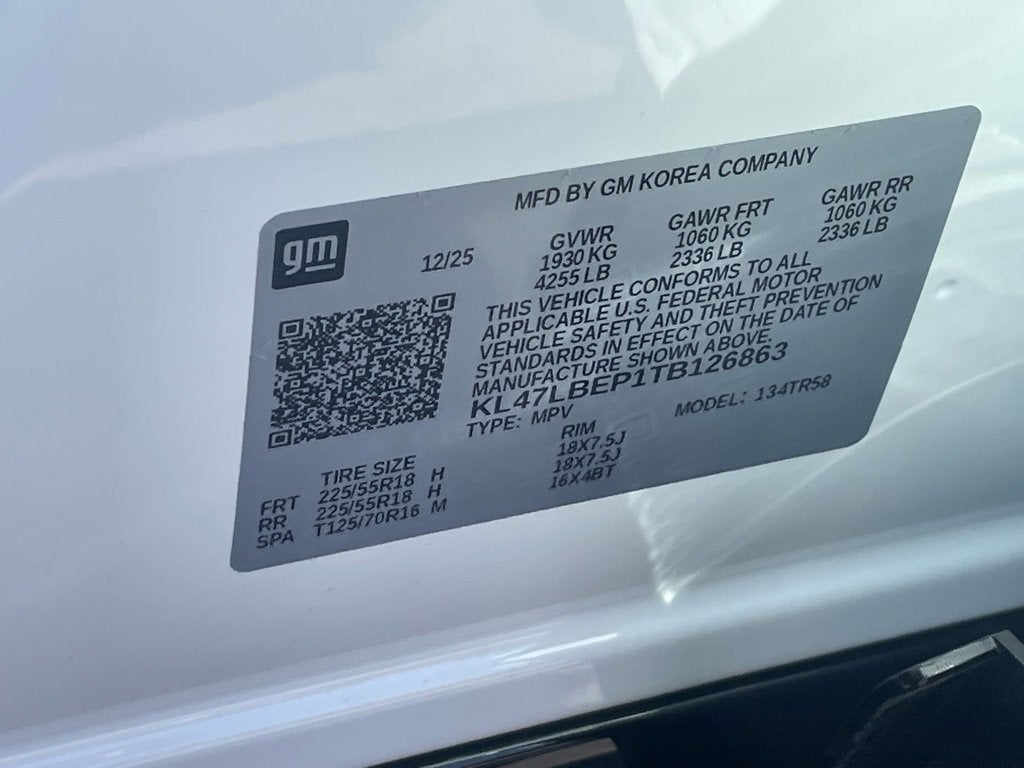 MFD BY GM KOREA COMPANY
gm
12/25
GVWR GAWR FRT GAWR RR
1930 KG 1060 KG 1060 KG
4255 LB 2336 LB 2336 LB
THIS VEHICLE CONFORMS TO ALL
APPLICABLE U.S. FEDERAL MOTOR
VEHICLE SAFETY AND THEFT PREVENTION
STANDARDS IN EFFECT ON THE DATE OF
MANUFACTURE SHOWN ABOVE.
KL47LBEP1TB126863
TYPE: MPV MODEL: 134TR58
TIRE SIZE RIM
FRT 225/55R18 H 18X7.5J
RR 225/55R18 H 18X7.5J
SPA T125/70R16 M 16X4BT